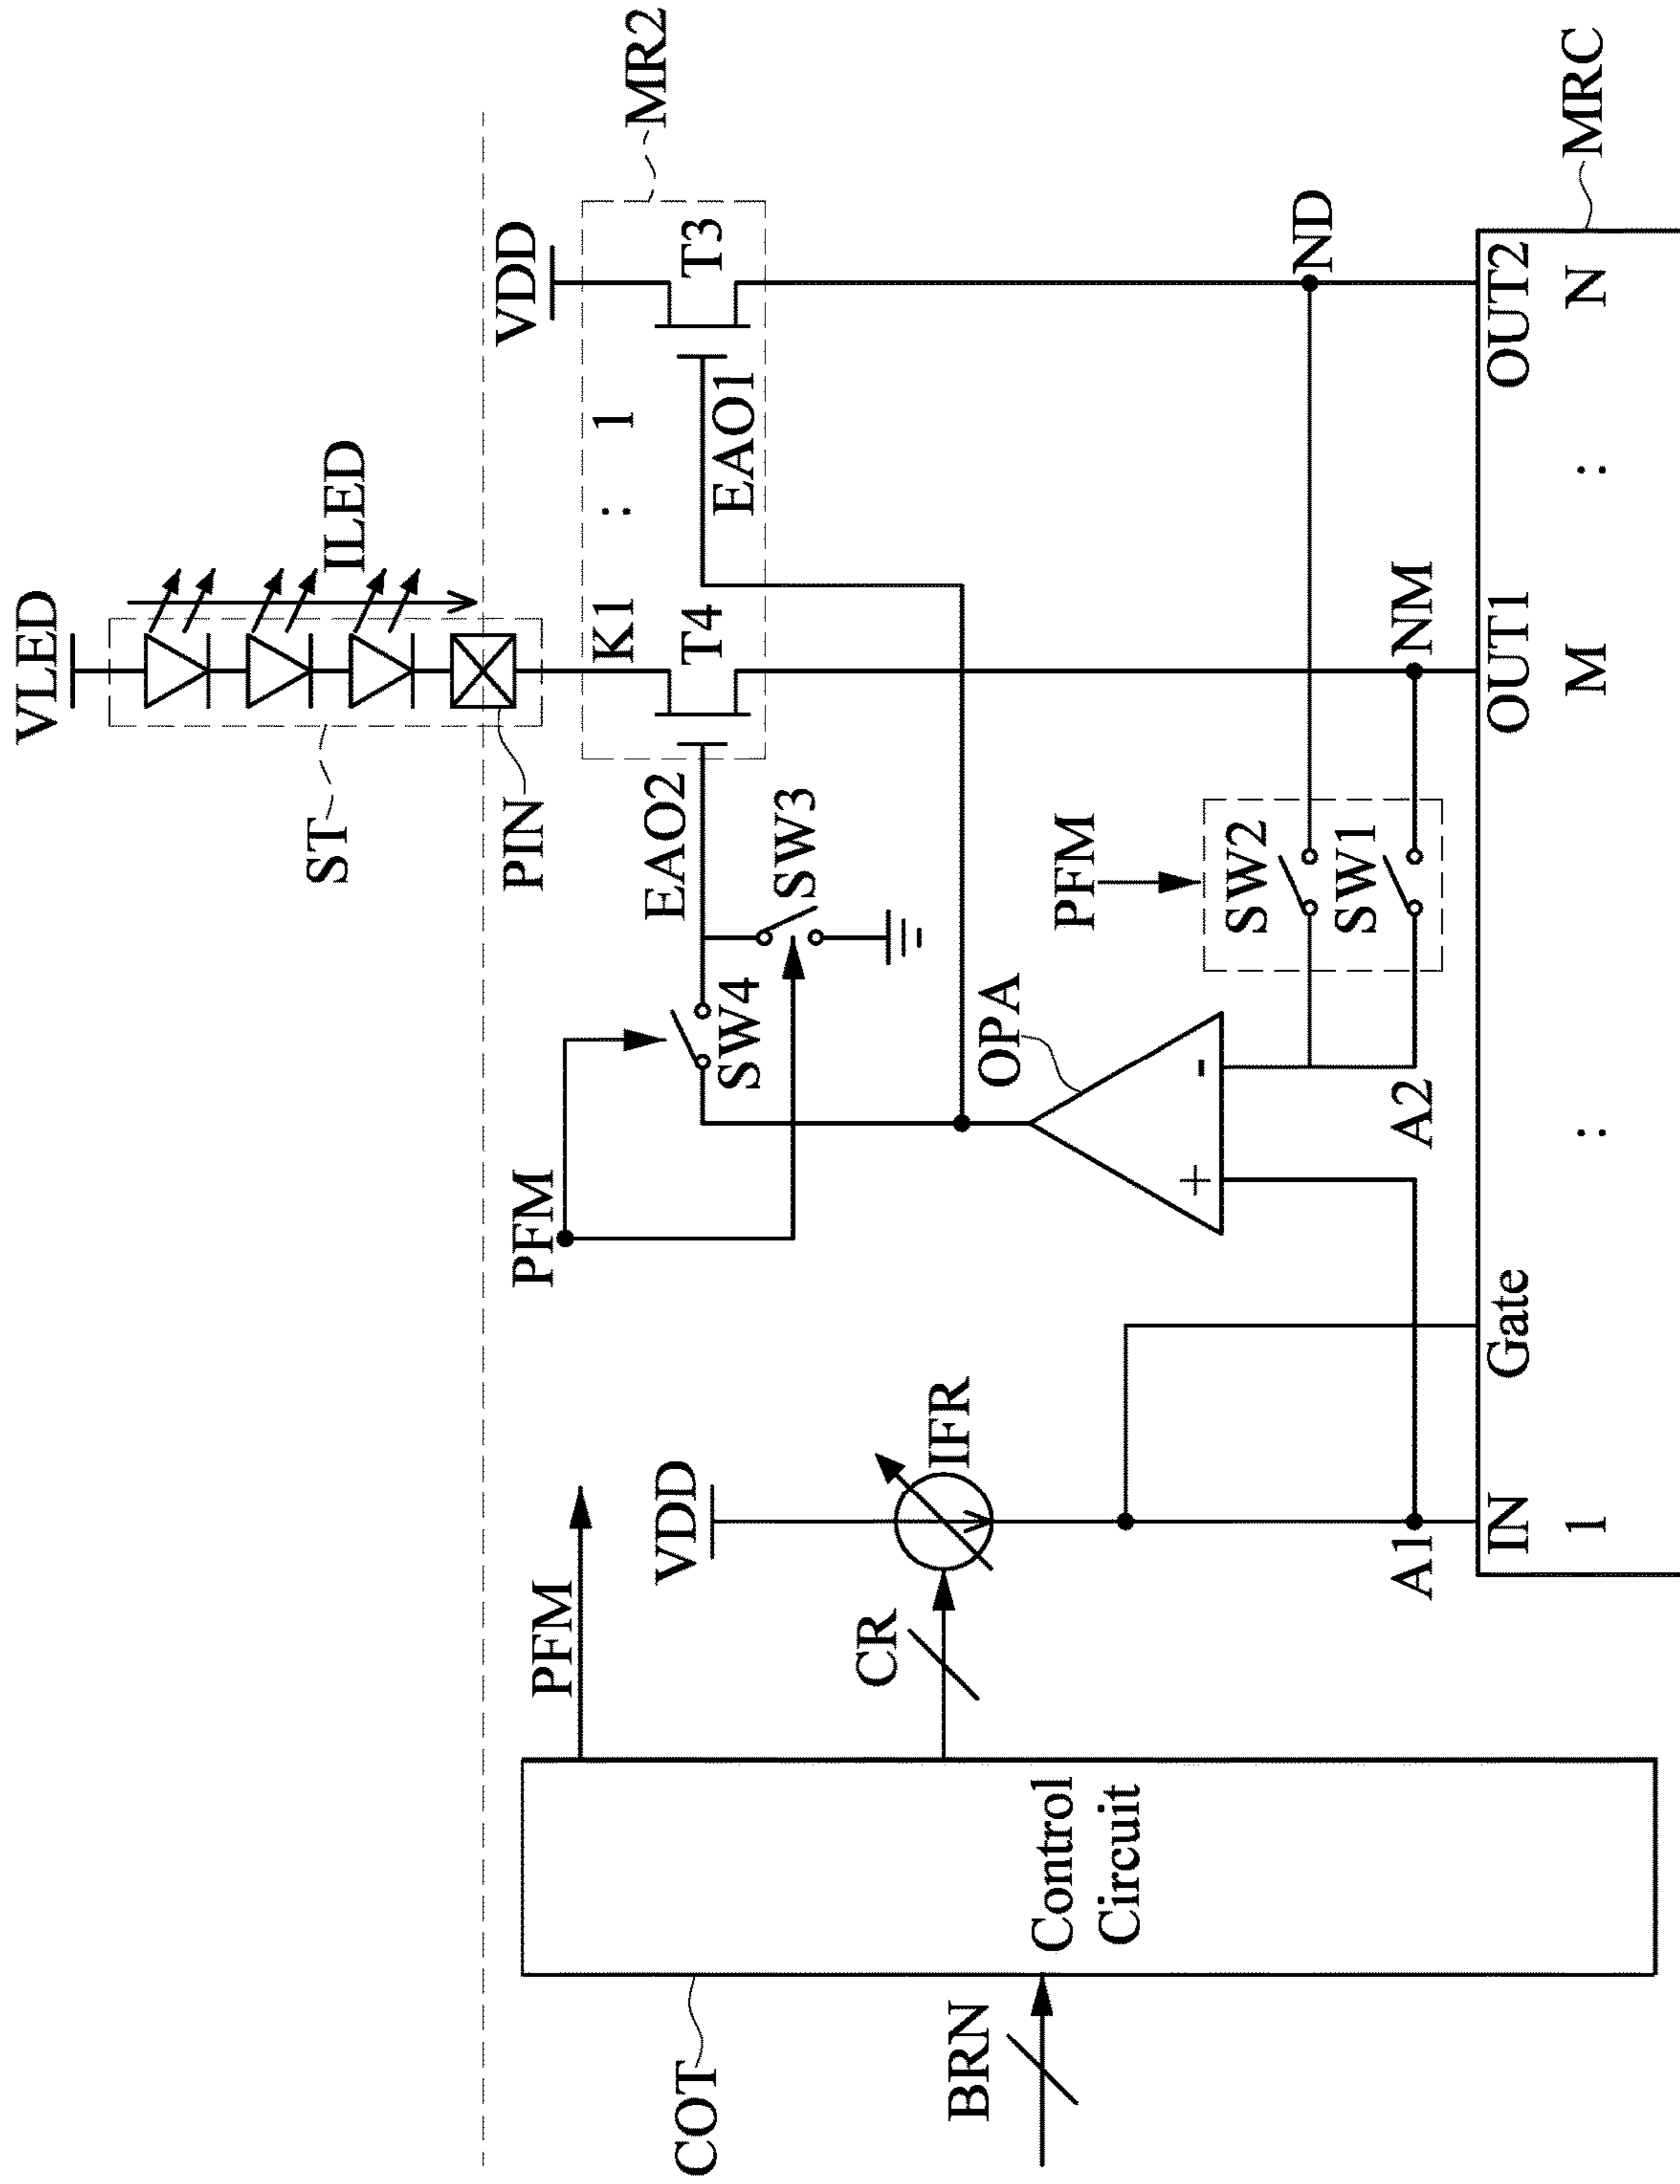 VLED
ILED
ST
PIN
VDD
MR2
K1 : 1
T4
T3
EAO2
EAO1
PFM
SW4
SW3
PFM
VDD
CR
IFR
OPA
+
-
PFM
SW2
SW1
ND
NM
A1
A2
IN
Gate
OUT1
OUT2
1 : M : N
MRC
COT
BRN
Control
Circuit